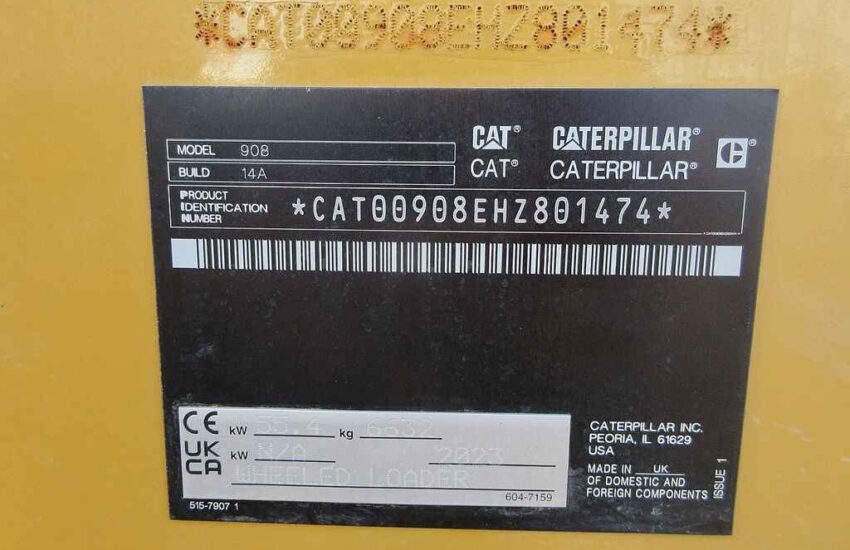 *CAT00908EHZ801474*
CAT® CATERPILLAR®
CAT® CATERPILLAR®
MODEL 908
BUILD 14A
PRODUCT IDENTIFICATION NUMBER *CAT00908EHZ801474*
CE
UK
CA
kW 55.4 kg 6632
kW N/A 2023
WHEELED LOADER
515-7907 1
604-7159
CATERPILLAR INC.
PEORIA, IL 61629
USA
MADE IN UK
OF DOMESTIC AND
FOREIGN COMPONENTS
ISSUE 1